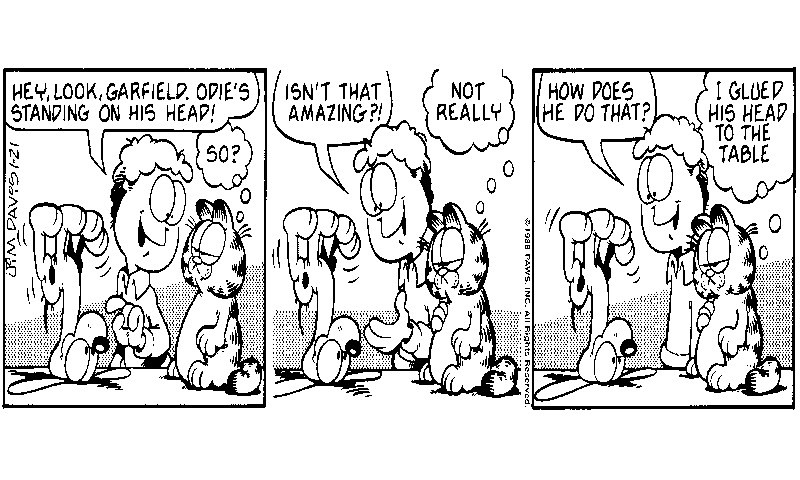 HEY, LOOK, GARFIELD. ODIE'S
STANDING ON HIS HEAD!
SO?
JIM DAVIS 1·21
ISN'T THAT
AMAZING?!
NOT
REALLY
© 1988 PAWS, INC. All Rights Reserved.
HOW DOES
HE DO THAT?
I GLUED
HIS HEAD
TO THE
TABLE